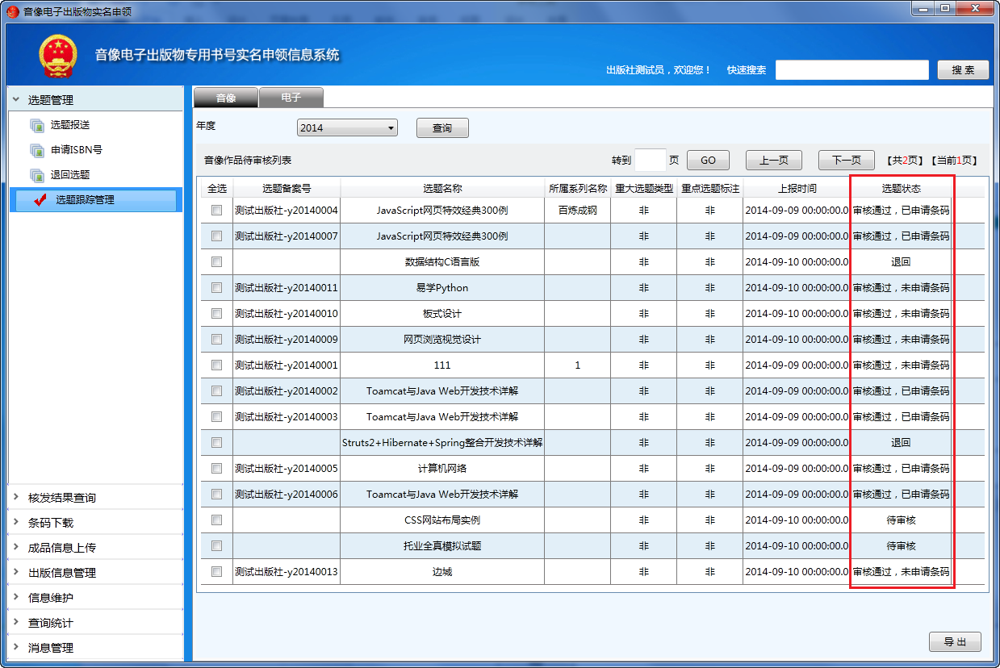 音像电子出版物实名申领
音像电子出版物专用书号实名申领信息系统
出版社测试员，欢迎您！ 快速搜索 搜 索
选题管理
选题报送
申请ISBN号
退回选题
选题跟踪管理
核发结果查询
条码下载
成品信息上传
出版信息管理
信息维护
查询统计
消息管理
音像 电子
年度 2014 查询
音像作品待审核列表 转到 页 GO 上一页 下一页 【共2页】【当前1页】
全选 选题备案号 选题名称 所属系列名称 重大选题类型 重点选题标注 上报时间 选题状态
测试出版社-y20140004 JavaScript网页特效经典300例 百炼成钢 非 非 2014-09-09 00:00:00.0 审核通过，已申请条码
测试出版社-y20140007 JavaScript网页特效经典300例 非 非 2014-09-09 00:00:00.0 审核通过，已申请条码
数据结构C语言版 非 非 2014-09-10 00:00:00.0 退回
测试出版社-y20140011 易学Python 非 非 2014-09-10 00:00:00.0 审核通过，未申请条码
测试出版社-y20140010 板式设计 非 非 2014-09-10 00:00:00.0 审核通过，未申请条码
测试出版社-y20140009 网页浏览视觉设计 非 非 2014-09-10 00:00:00.0 审核通过，未申请条码
测试出版社-y20140001 111 1 非 非 2014-09-09 00:00:00.0 审核通过，未申请条码
测试出版社-y20140002 Toamcat与Java Web开发技术详解 非 非 2014-09-09 00:00:00.0 审核通过，已申请条码
测试出版社-y20140003 Toamcat与Java Web开发技术详解 非 非 2014-09-09 00:00:00.0 审核通过，已申请条码
Struts2+Hibernate+Spring整合开发技术详解 非 非 2014-09-09 00:00:00.0 退回
测试出版社-y20140005 计算机网络 非 非 2014-09-09 00:00:00.0 审核通过，已申请条码
测试出版社-y20140006 Toamcat与Java Web开发技术详解 非 非 2014-09-09 00:00:00.0 审核通过，已申请条码
CSS网站布局实例 非 非 2014-09-10 00:00:00.0 待审核
托业全真模拟试题 非 非 2014-09-10 00:00:00.0 待审核
测试出版社-y20140013 边城 非 非 2014-09-10 00:00:00.0 审核通过，未申请条码
导 出